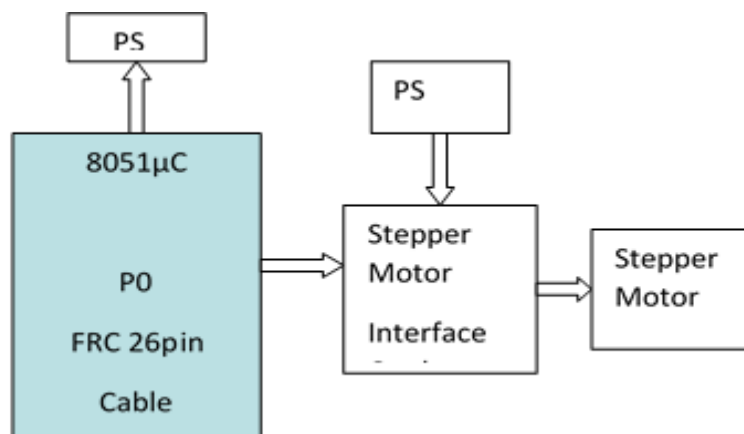 PS
PS
8051µC
P0
FRC 26pin
Cable
Stepper
Motor
Interface
Stepper
Motor